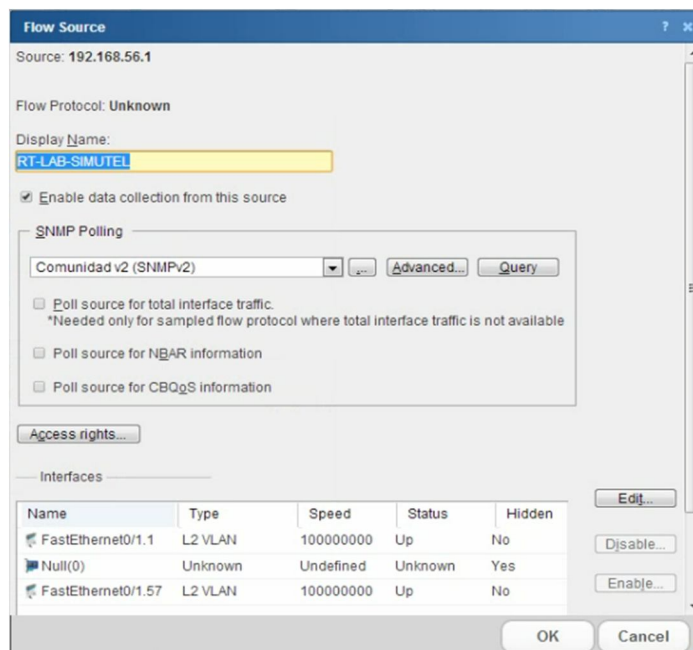 Flow Source ? ×
Source: 192.168.56.1
Flow Protocol: Unknown
Display Name:
RT-LAB-SIMUTEL
Enable data collection from this source
SNMP Polling
Comunidad v2 (SNMPv2) ... Advanced... Query
Poll source for total interface traffic.
*Needed only for sampled flow protocol where total interface traffic is not available
Poll source for NBAR information
Poll source for CBQoS information
Access rights...
Interfaces
Edit...
Name Type Speed Status Hidden
FastEthernet0/1.1 L2 VLAN 100000000 Up No
Disable...
Null(0) Unknown Undefined Unknown Yes
Enable...
FastEthernet0/1.57 L2 VLAN 100000000 Up No
OK Cancel